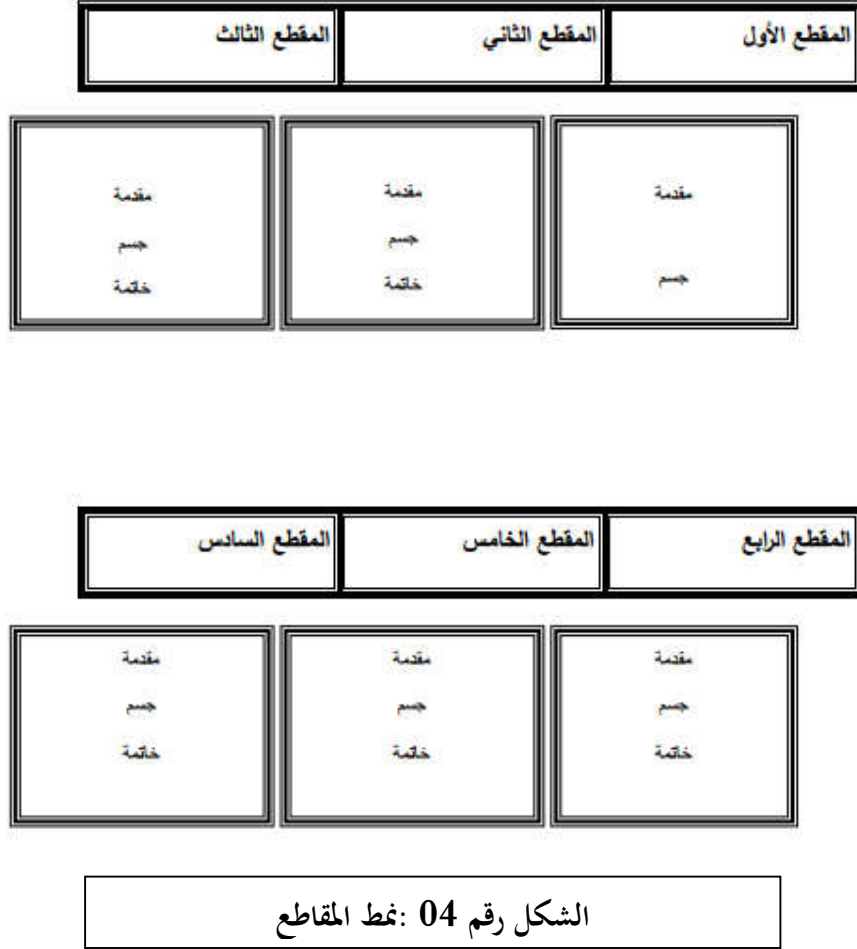 المقطع الأول
المقطع الثاني
المقطع الثالث
مقدمة
جسم
مقدمة
جسم
خاتمة
مقدمة
جسم
خاتمة
المقطع الرابع
المقطع الخامس
المقطع السادس
مقدمة
جسم
خاتمة
مقدمة
جسم
خاتمة
مقدمة
جسم
خاتمة
الشكل رقم 04 :نمط المقاطع